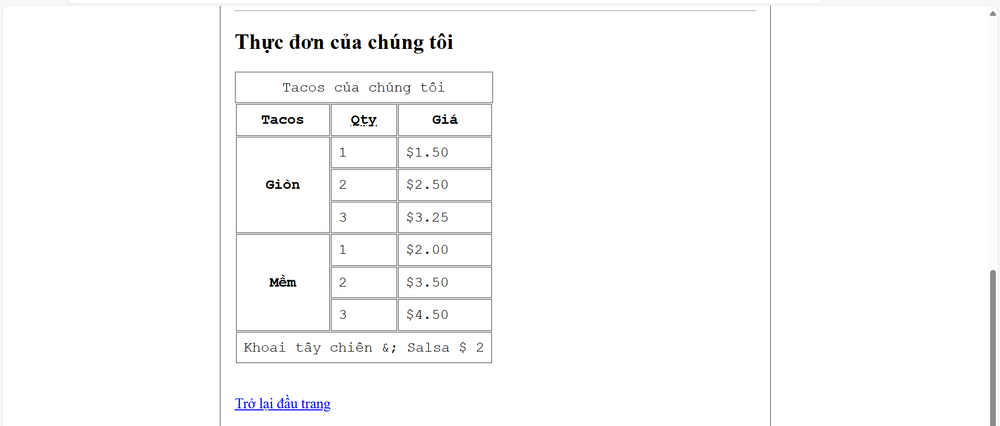 Thực đơn của chúng tôi
Tacos của chúng tôi
Tacos Qty Giá
Giòn
1 $1.50
2 $2.50
3 $3.25
Mềm
1 $2.00
2 $3.50
3 $4.50
Khoai tây chiên &; Salsa $ 2
Trở lại đầu trang